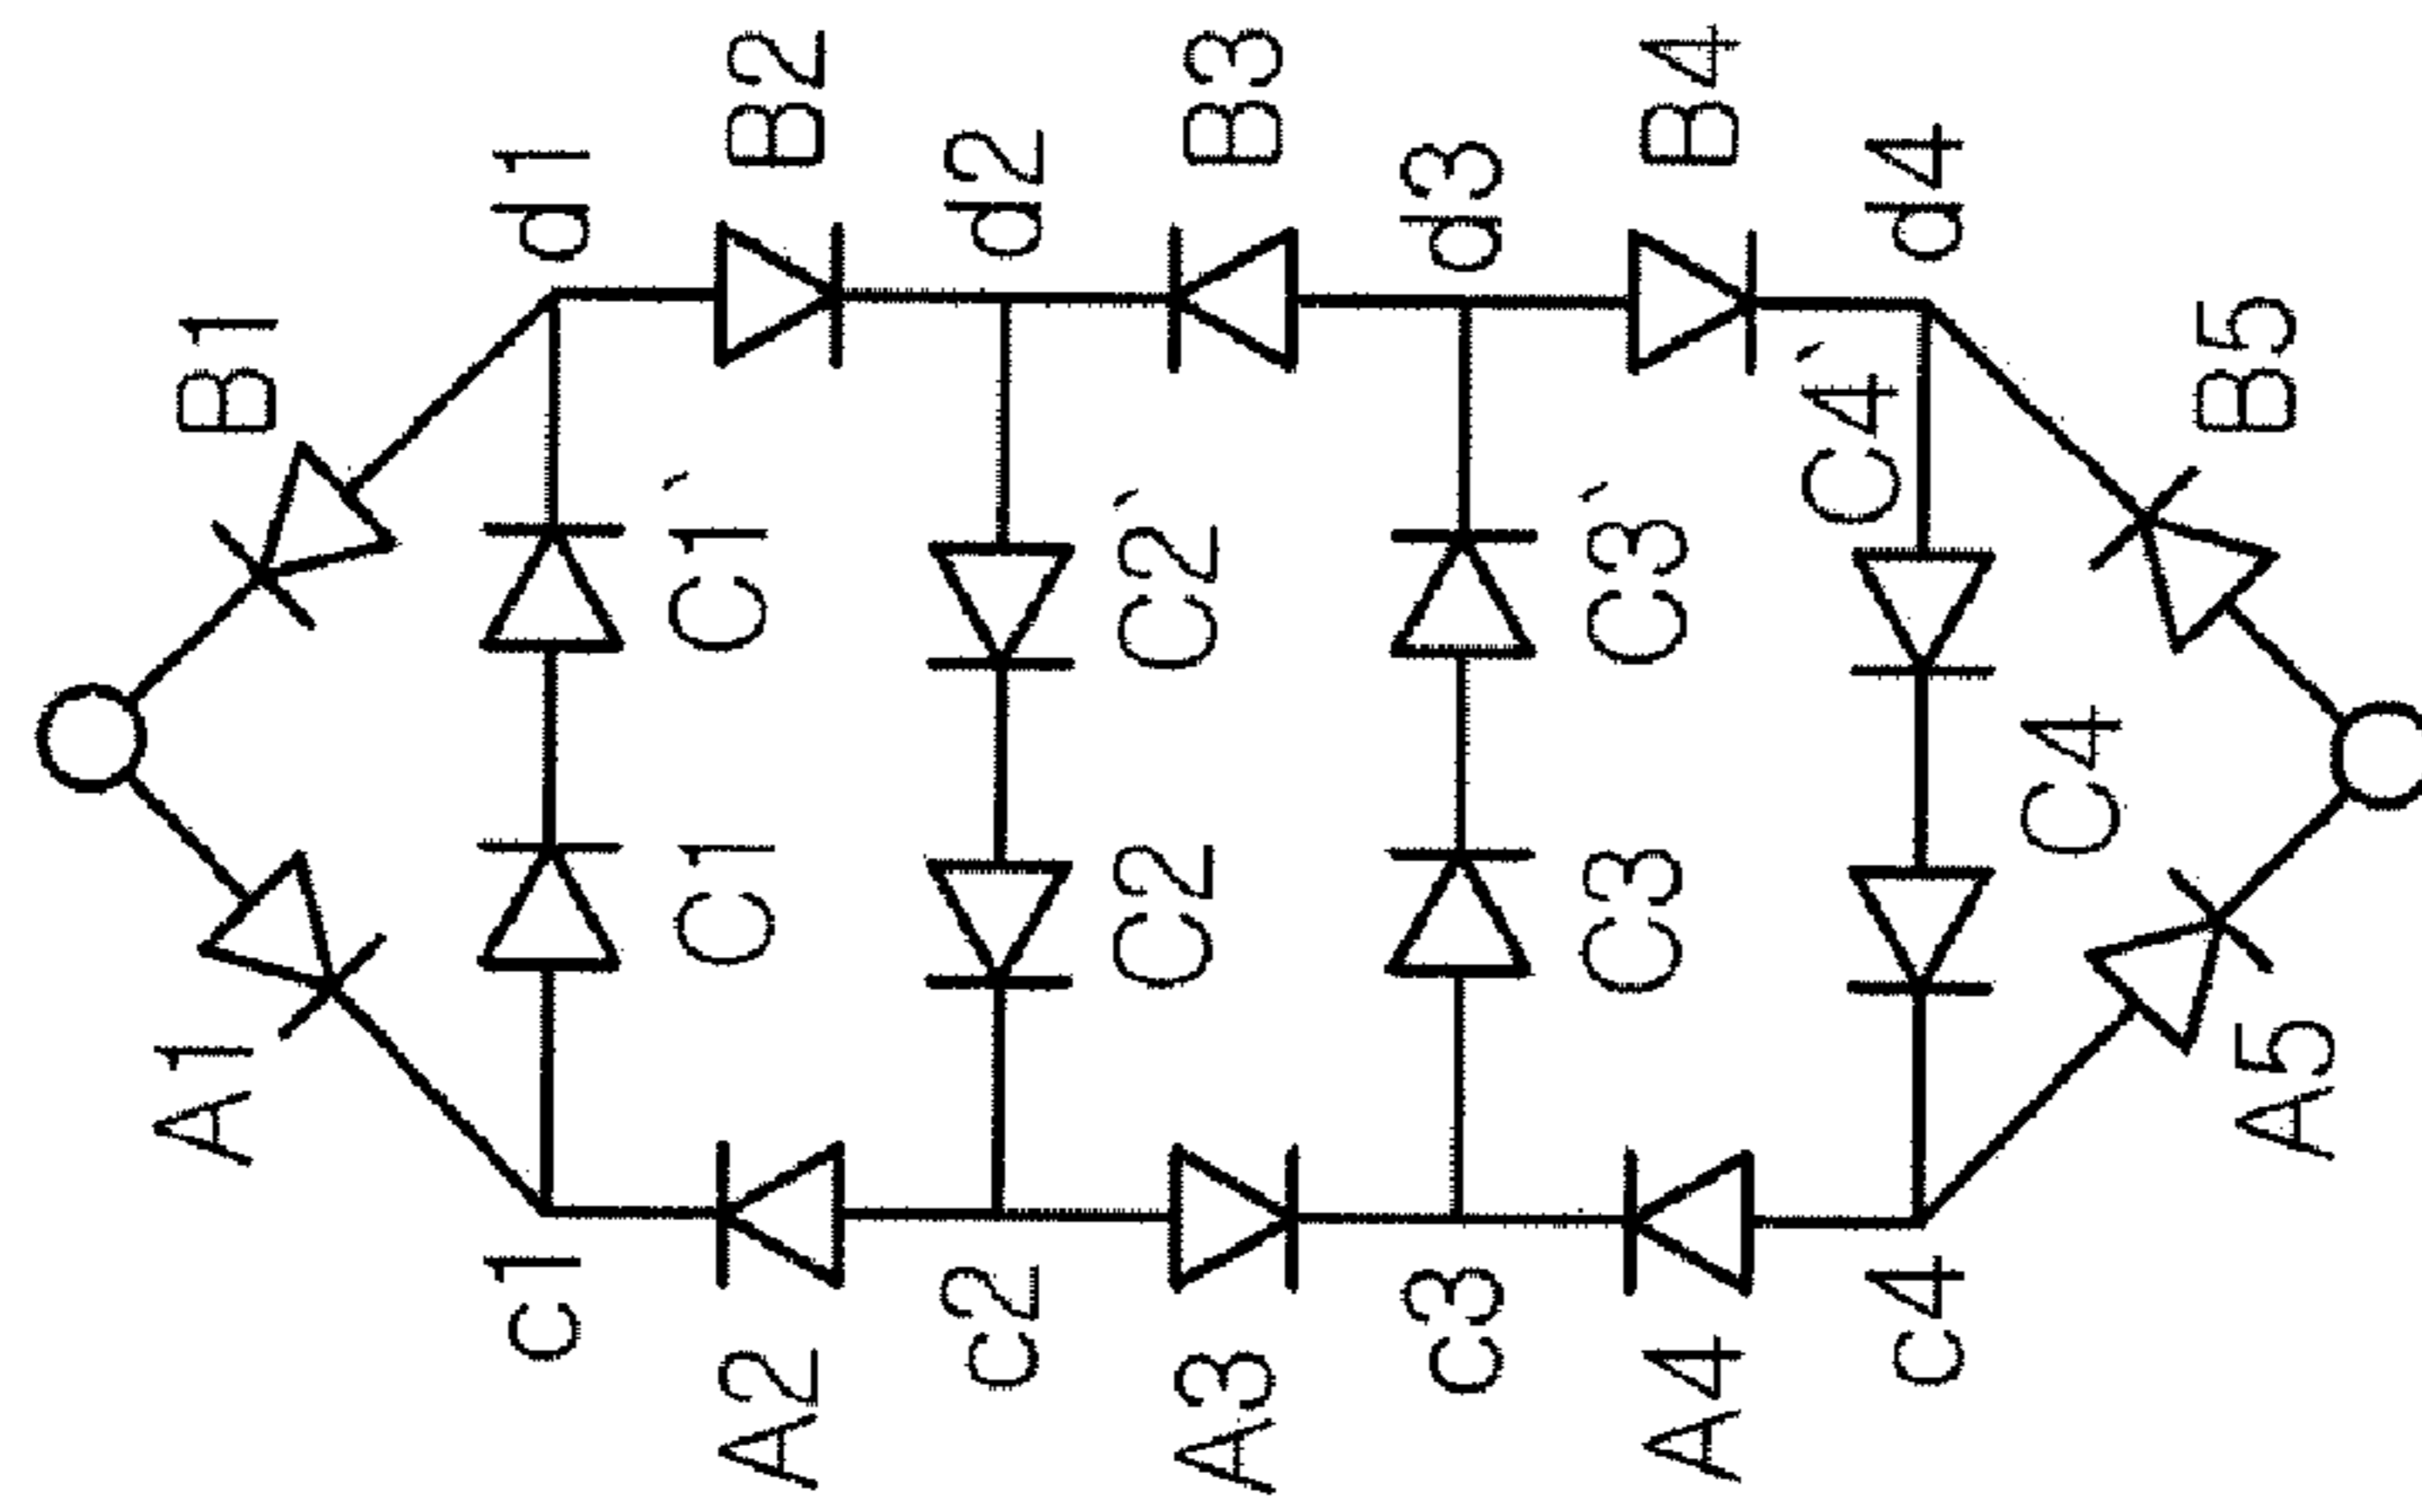 A1 B1
c1 d1
A2 C1 C1' B2
c2 d2
A3 C2 C2' B3
c3 d3
A4 C3 C3' B4
c4 C4' d4
C4
A5 B5